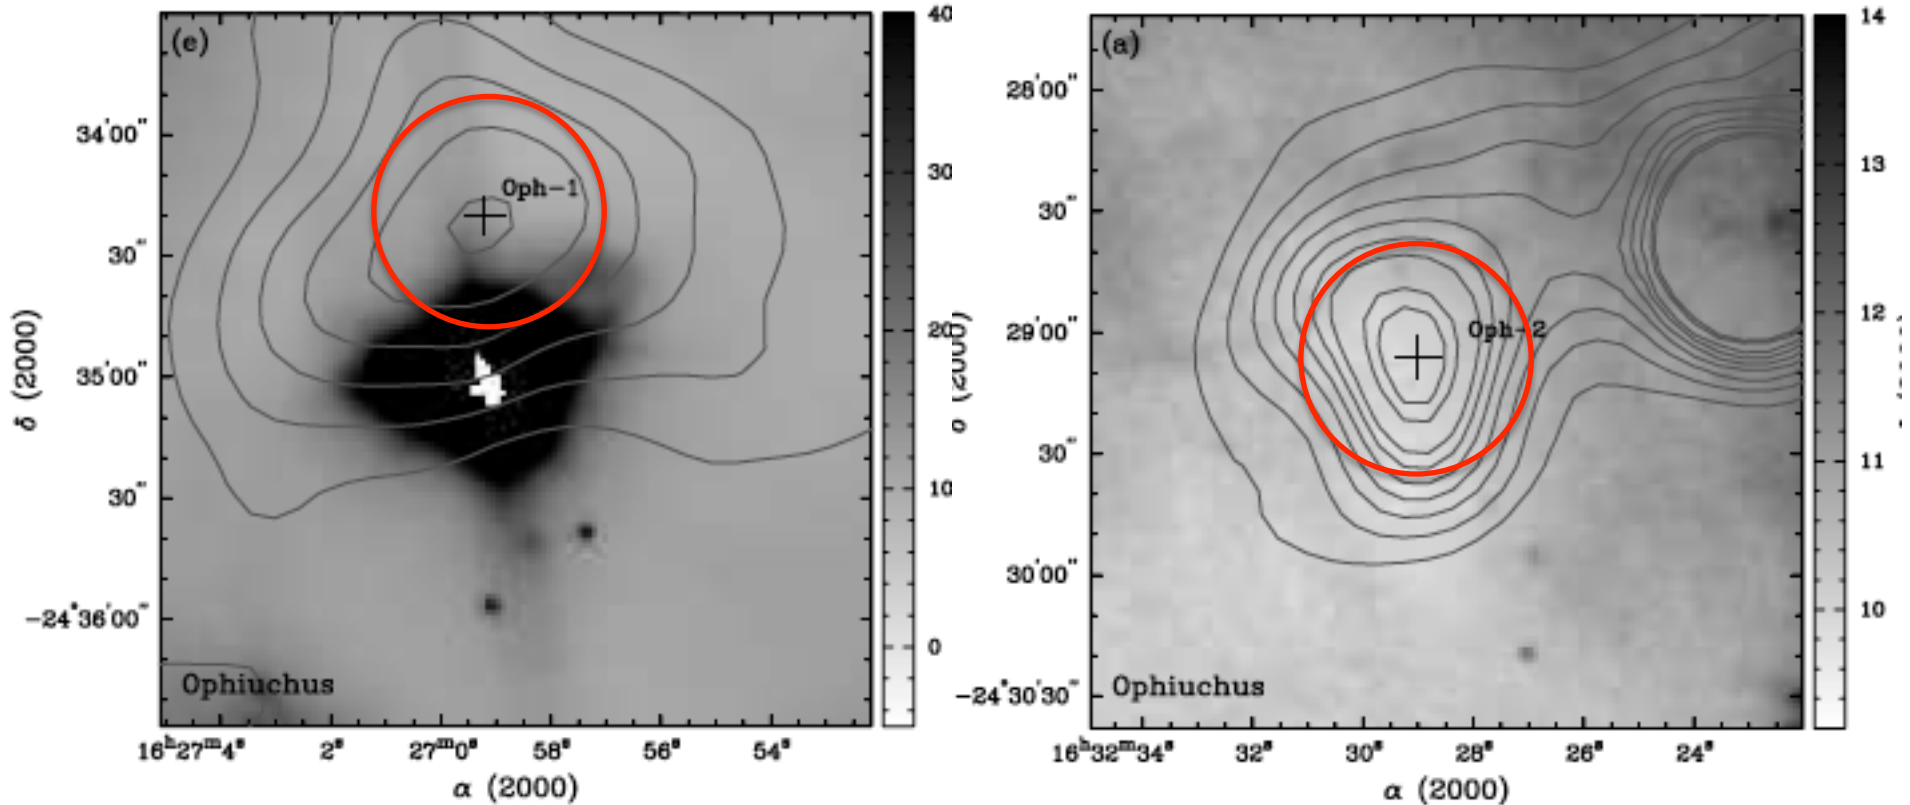 (e)
Oph-1
Ophiuchus
34'00"
30"
35'00"
30"
-24°36'00"
δ (2000)
16ʰ27ᵐ4ˢ
2ˢ
27ᵐ0ˢ
58ˢ
56ˢ
54ˢ
α (2000)
40
30
20
10
0
(a)
Oph-2
Ophiuchus
28'00"
30"
29'00"
30"
30'00"
-24°30'30"
(2000)
16ʰ32ᵐ34ˢ
32ˢ
30ˢ
28ˢ
26ˢ
24ˢ
α (2000)
14
13
12
11
10